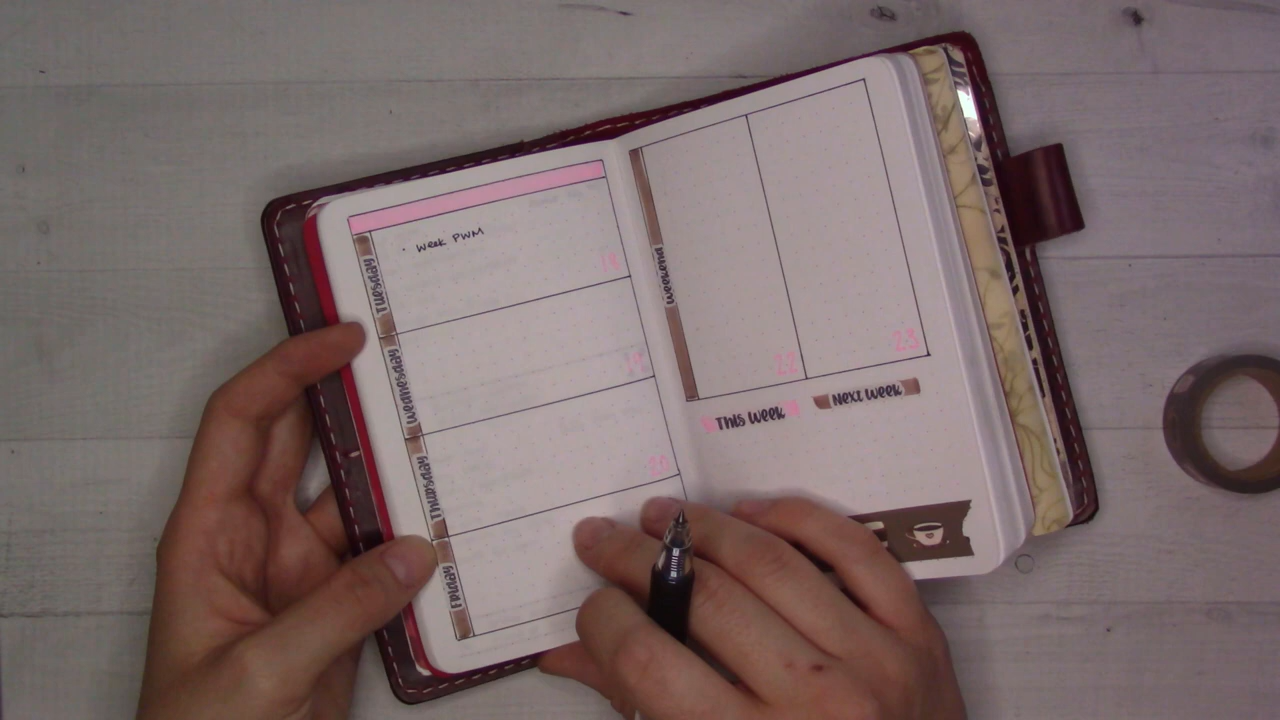 Tuesday
• Week PWM
18
Wednesday
19
Thursday
20
Friday
Weekend
22
23
This Week
Next Week